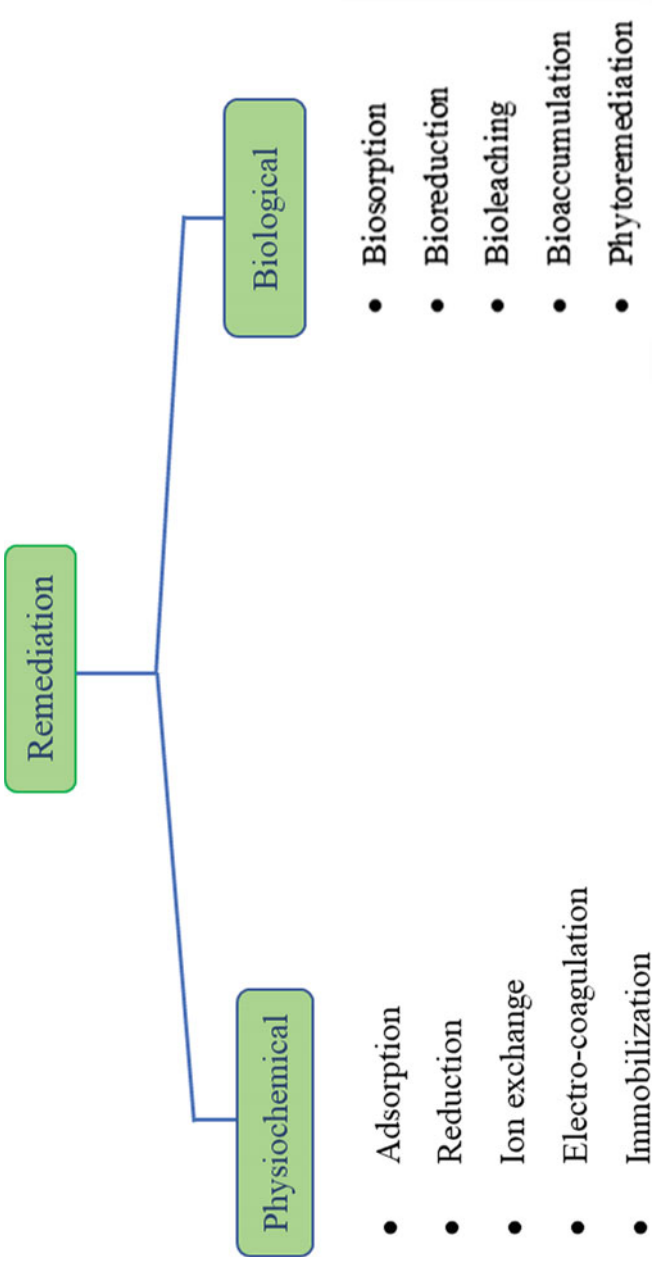 Remediation
Physiochemical
Biological
• Adsorption
• Reduction
• Ion exchange
• Electro-coagulation
• Immobilization
• Biosorption
• Bioreduction
• Bioleaching
• Bioaccumulation
• Phytoremediation